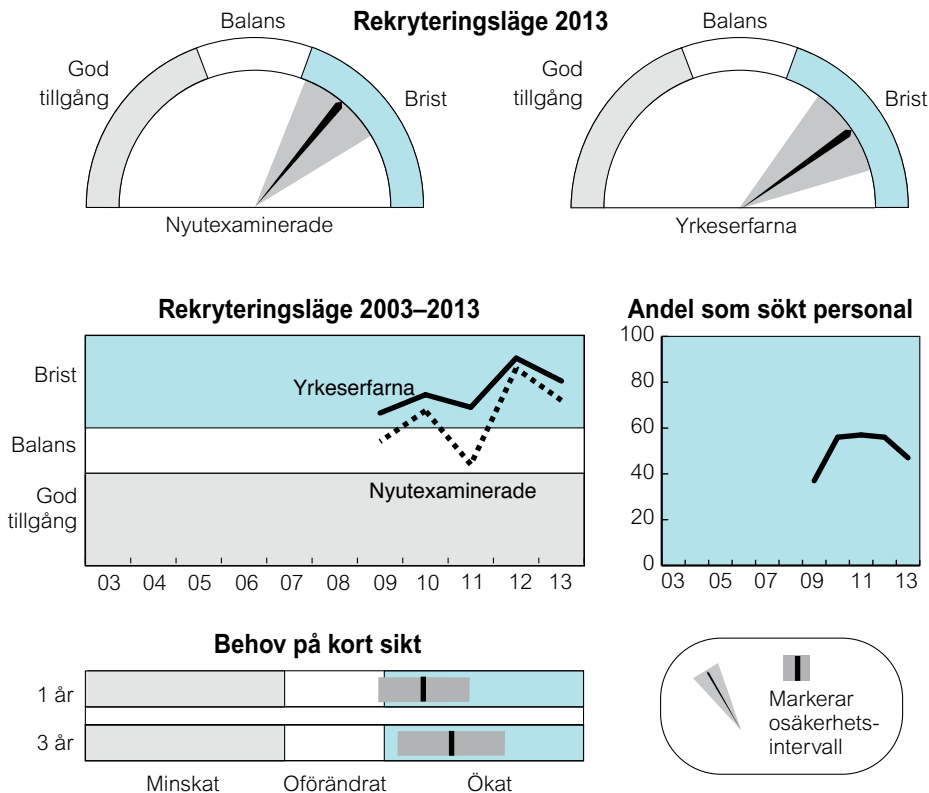 Rekryteringsläge 2013
Balans
God
tillgång
Brist
Nyutexaminerade
Balans
God
tillgång
Brist
Yrkeserfarna
Rekryteringsläge 2003–2013
Brist
Balans
God
tillgång
Yrkeserfarna
Nyutexaminerade
03 04 05 06 07 08 09 10 11 12 13
Andel som sökt personal
100
80
60
40
20
0
03 05 07 09 11 13
Behov på kort sikt
1 år
3 år
Minskat Oförändrat Ökat
Markerar
osäkerhets-
intervall